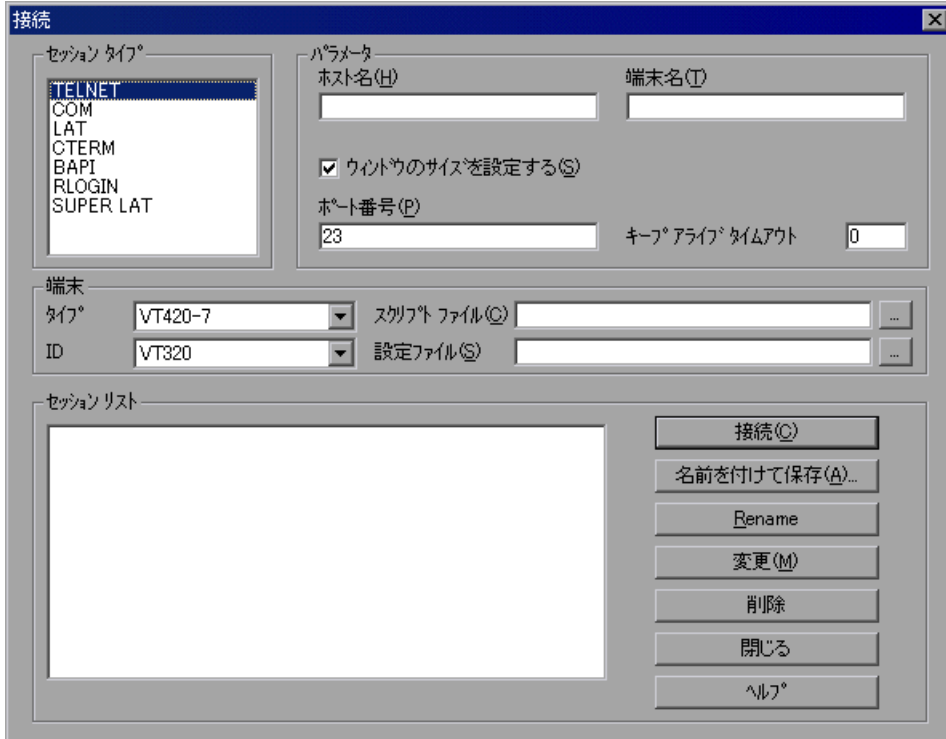 接続
セッション タイプ
TELNET
COM
LAT
CTERM
BAPI
RLOGIN
SUPER LAT
パラメータ
ホスト名(H)
端末名(T)
ウィンドウのサイズを設定する(S)
ポート番号(P)
23
キープ アライブ タイムアウト
0
端末
タイプ
VT420-7
スクリプト ファイル(C)
...
ID
VT320
設定ファイル(S)
...
セッション リスト
接続(C)
名前を付けて保存(A)...
Rename
変更(M)
削除
閉じる
ヘルプ